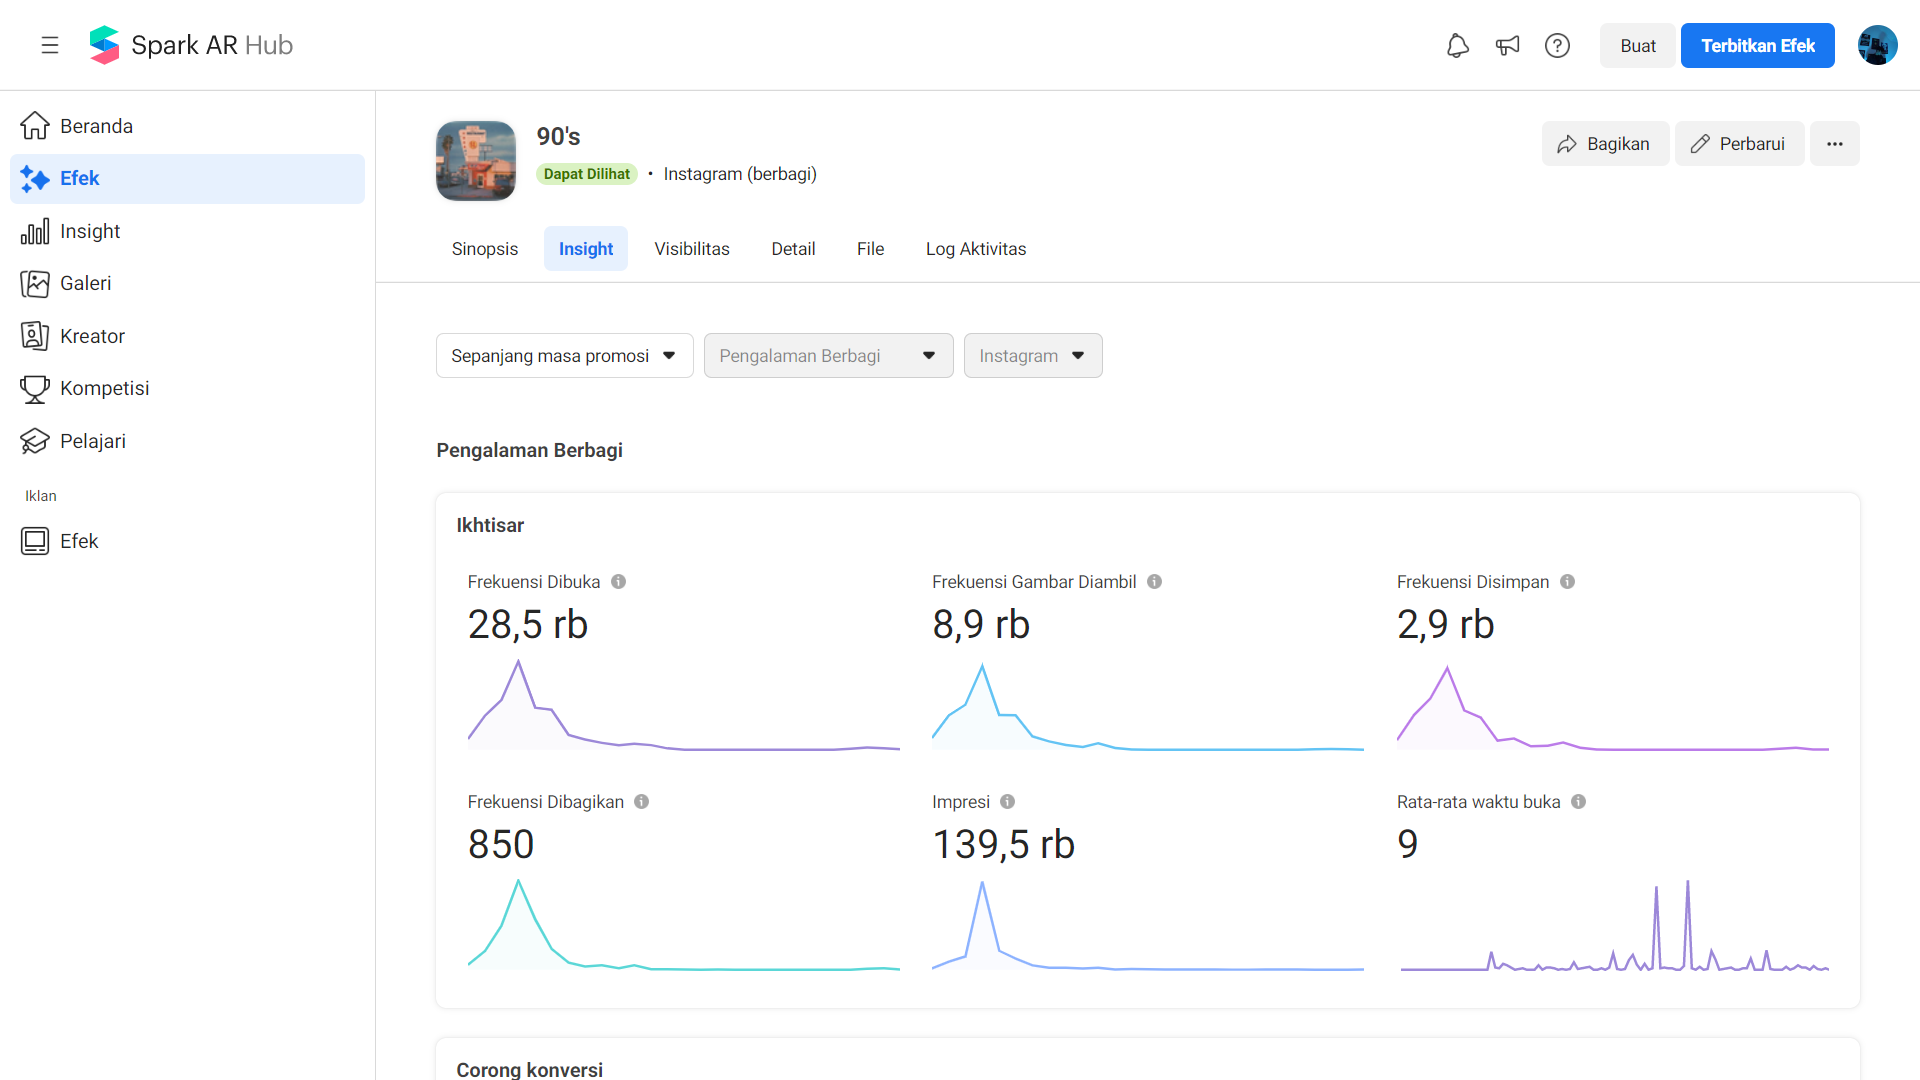 Spark AR Hub
Buat
Terbitkan Efek
Beranda
Efek
Insight
Galeri
Kreator
Kompetisi
Pelajari
Iklan
Efek
90's
Dapat Dilihat • Instagram (berbagi)
Bagikan
Perbarui
Sinopsis
Insight
Visibilitas
Detail
File
Log Aktivitas
Sepanjang masa promosi
Pengalaman Berbagi
Instagram
Pengalaman Berbagi
Ikhtisar
Frekuensi Dibuka
28,5 rb
Frekuensi Gambar Diambil
8,9 rb
Frekuensi Disimpan
2,9 rb
Frekuensi Dibagikan
850
Impresi
139,5 rb
Rata-rata waktu buka
9
Corong konversi